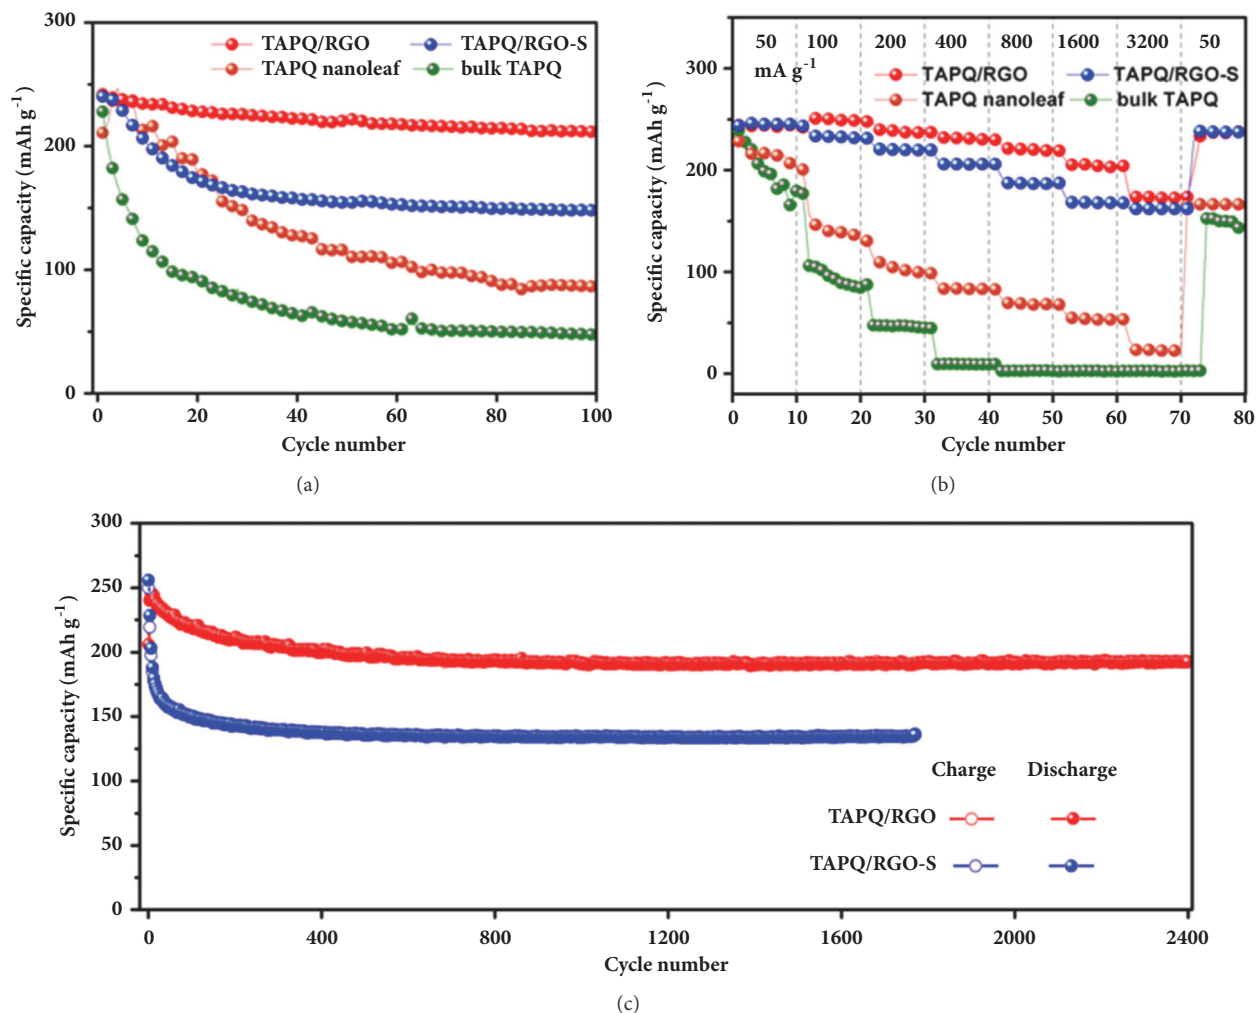 300
200
100
0
Specific capacity (mAh g-1)
TAPQ/RGO TAPQ/RGO-S
TAPQ nanoleaf bulk TAPQ
0 20 40 60 80 100
Cycle number
(a)
300
200
100
0
Specific capacity (mAh g-1)
50 100 200 400 800 1600 3200 50
mA g-1
TAPQ/RGO TAPQ/RGO-S
TAPQ nanoleaf bulk TAPQ
0 10 20 30 40 50 60 70 80
Cycle number
(b)
300
250
200
150
100
50
0
Specific capacity (mAh g-1)
Charge Discharge
TAPQ/RGO
TAPQ/RGO-S
0 400 800 1200 1600 2000 2400
Cycle number
(c)